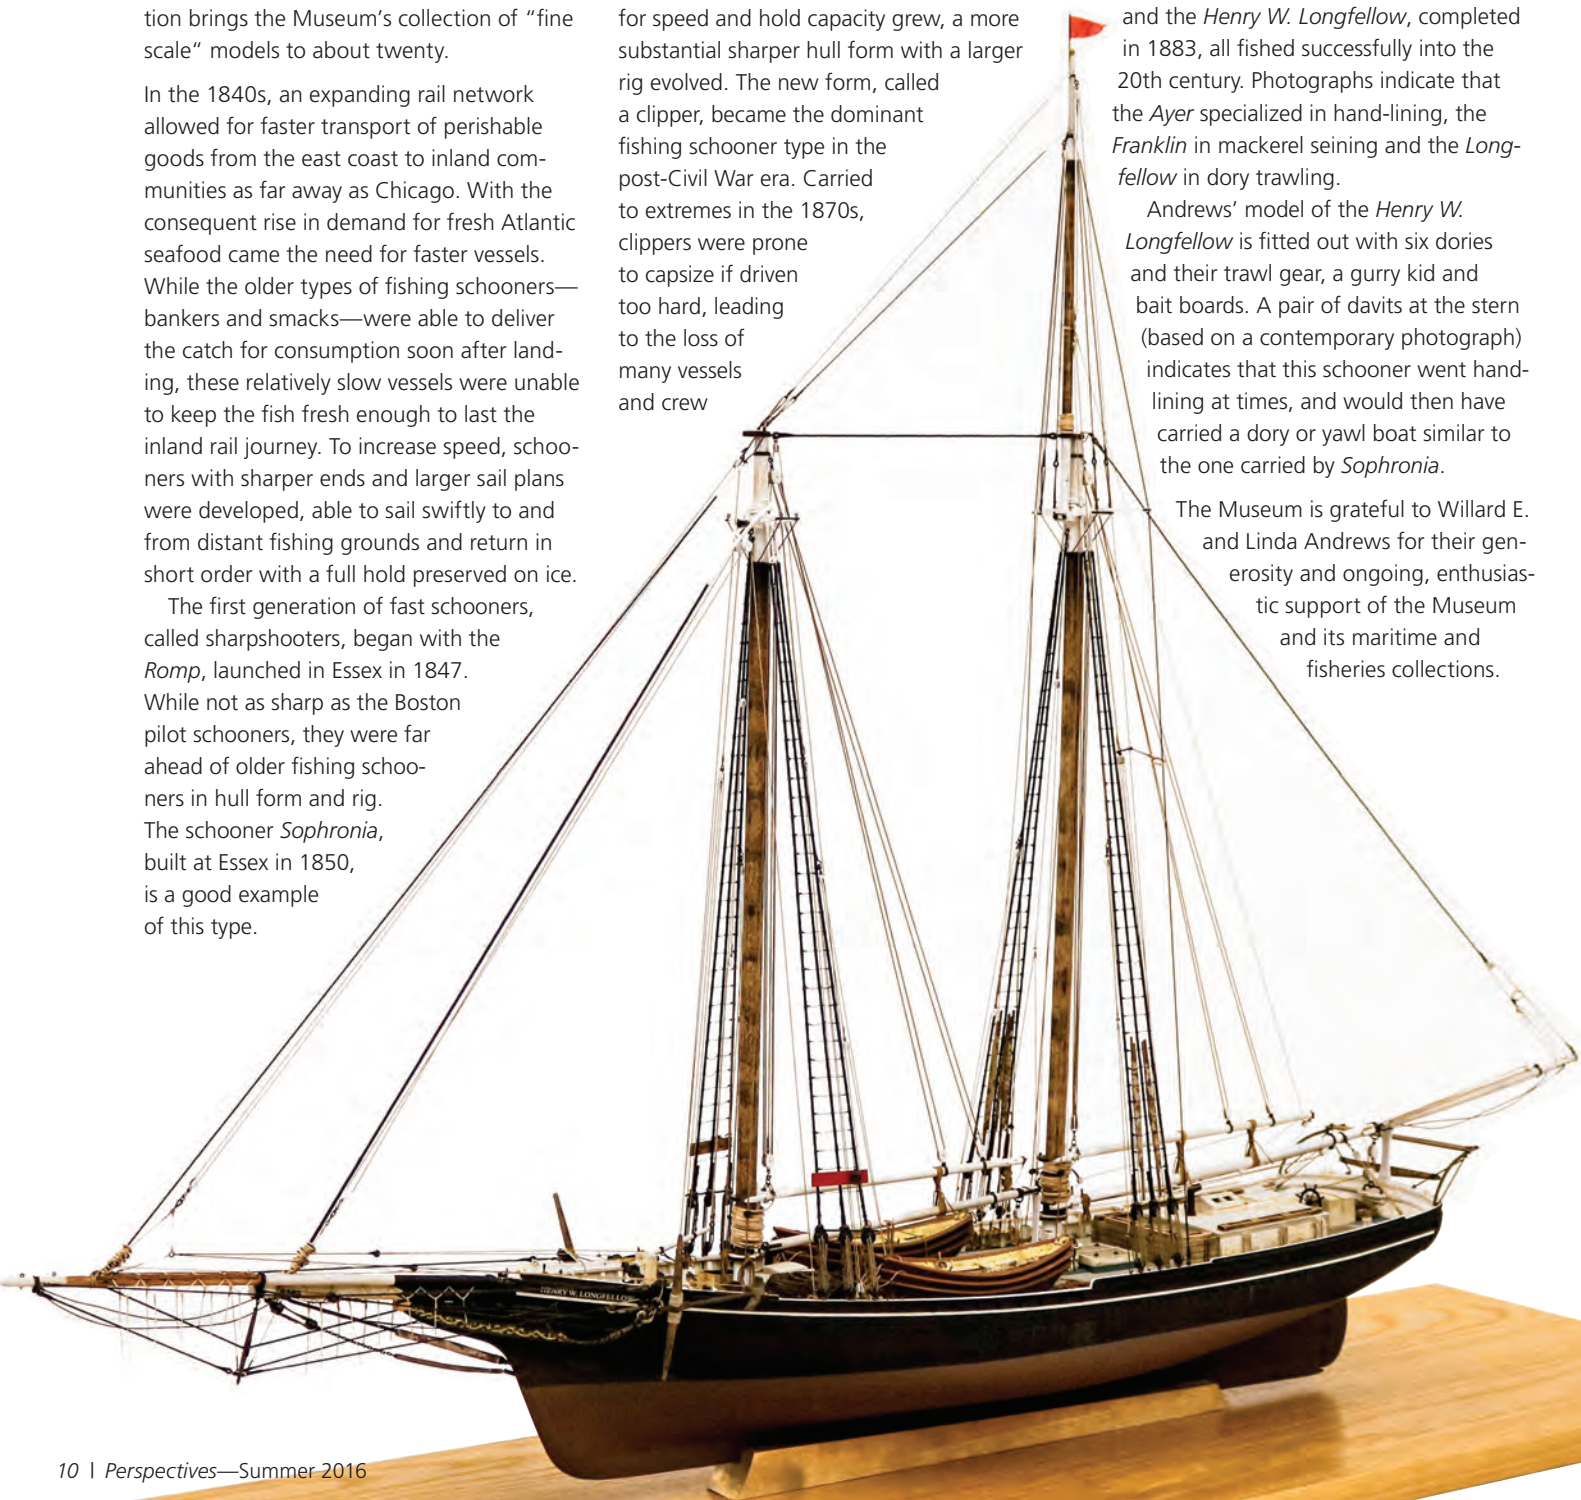 tion brings the Museum's collection of “fine
scale“ models to about twenty.
In the 1840s, an expanding rail network
allowed for faster transport of perishable
goods from the east coast to inland com-
munities as far away as Chicago. With the
consequent rise in demand for fresh Atlantic
seafood came the need for faster vessels.
While the older types of fishing schooners—
bankers and smacks—were able to deliver
the catch for consumption soon after land-
ing, these relatively slow vessels were unable
to keep the fish fresh enough to last the
inland rail journey. To increase speed, schoo-
ners with sharper ends and larger sail plans
were developed, able to sail swiftly to and
from distant fishing grounds and return in
short order with a full hold preserved on ice.
The first generation of fast schooners,
called sharpshooters, began with the
Romp, launched in Essex in 1847.
While not as sharp as the Boston
pilot schooners, they were far
ahead of older fishing schoo-
ners in hull form and rig.
The schooner Sophronia,
built at Essex in 1850,
is a good example
of this type.
for speed and hold capacity grew, a more
substantial sharper hull form with a larger
rig evolved. The new form, called
a clipper, became the dominant
fishing schooner type in the
post-Civil War era. Carried
to extremes in the 1870s,
clippers were prone
to capsize if driven
too hard, leading
to the loss of
many vessels
and crew
and the Henry W. Longfellow, completed
in 1883, all fished successfully into the
20th century. Photographs indicate that
the Ayer specialized in hand-lining, the
Franklin in mackerel seining and the Long-
fellow in dory trawling.
Andrews' model of the Henry W.
Longfellow is fitted out with six dories
and their trawl gear, a gurry kid and
bait boards. A pair of davits at the stern
(based on a contemporary photograph)
indicates that this schooner went hand-
lining at times, and would then have
carried a dory or yawl boat similar to
the one carried by Sophronia.
The Museum is grateful to Willard E.
and Linda Andrews for their gen-
erosity and ongoing, enthusias-
tic support of the Museum
and its maritime and
fisheries collections.
HENRY W. LONGFELLO
10 | Perspectives—Summer 2016